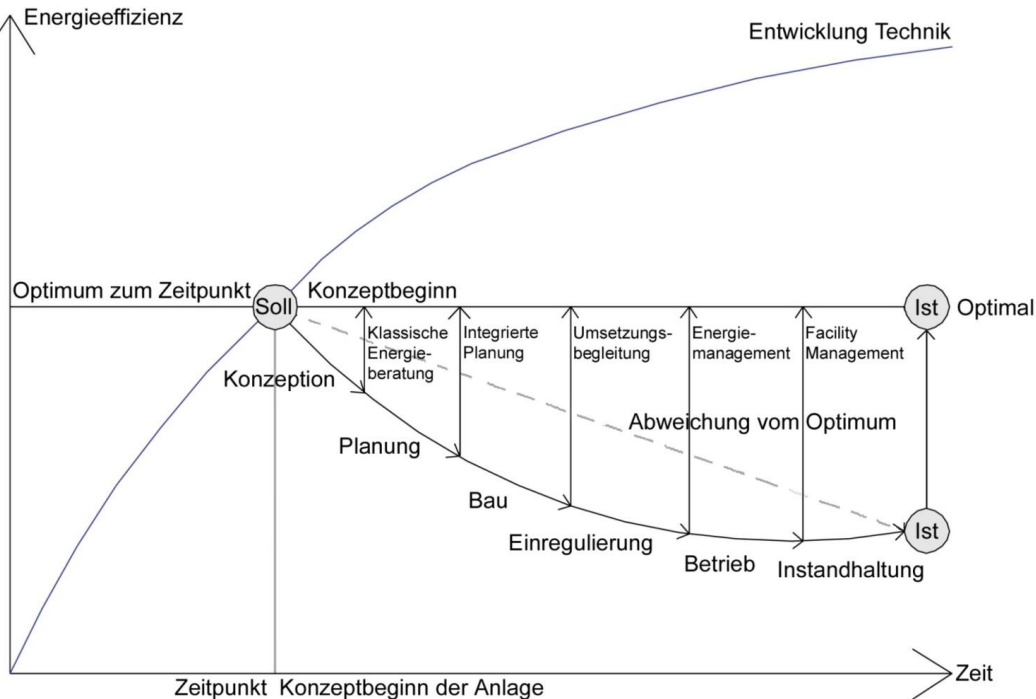 Energieeffizienz
Entwicklung Technik
Optimum zum Zeitpunkt
Soll
Konzeptbeginn
Ist
Optimal
Klassische
Energie-
beratung
Integrierte
Planung
Umsetzungs-
begleitung
Energie-
management
Facility
Management
Konzeption
Abweichung vom Optimum
Planung
Bau
Einregulierung
Betrieb
Instandhaltung
Ist
Zeit
Zeitpunkt Konzeptbeginn der Anlage